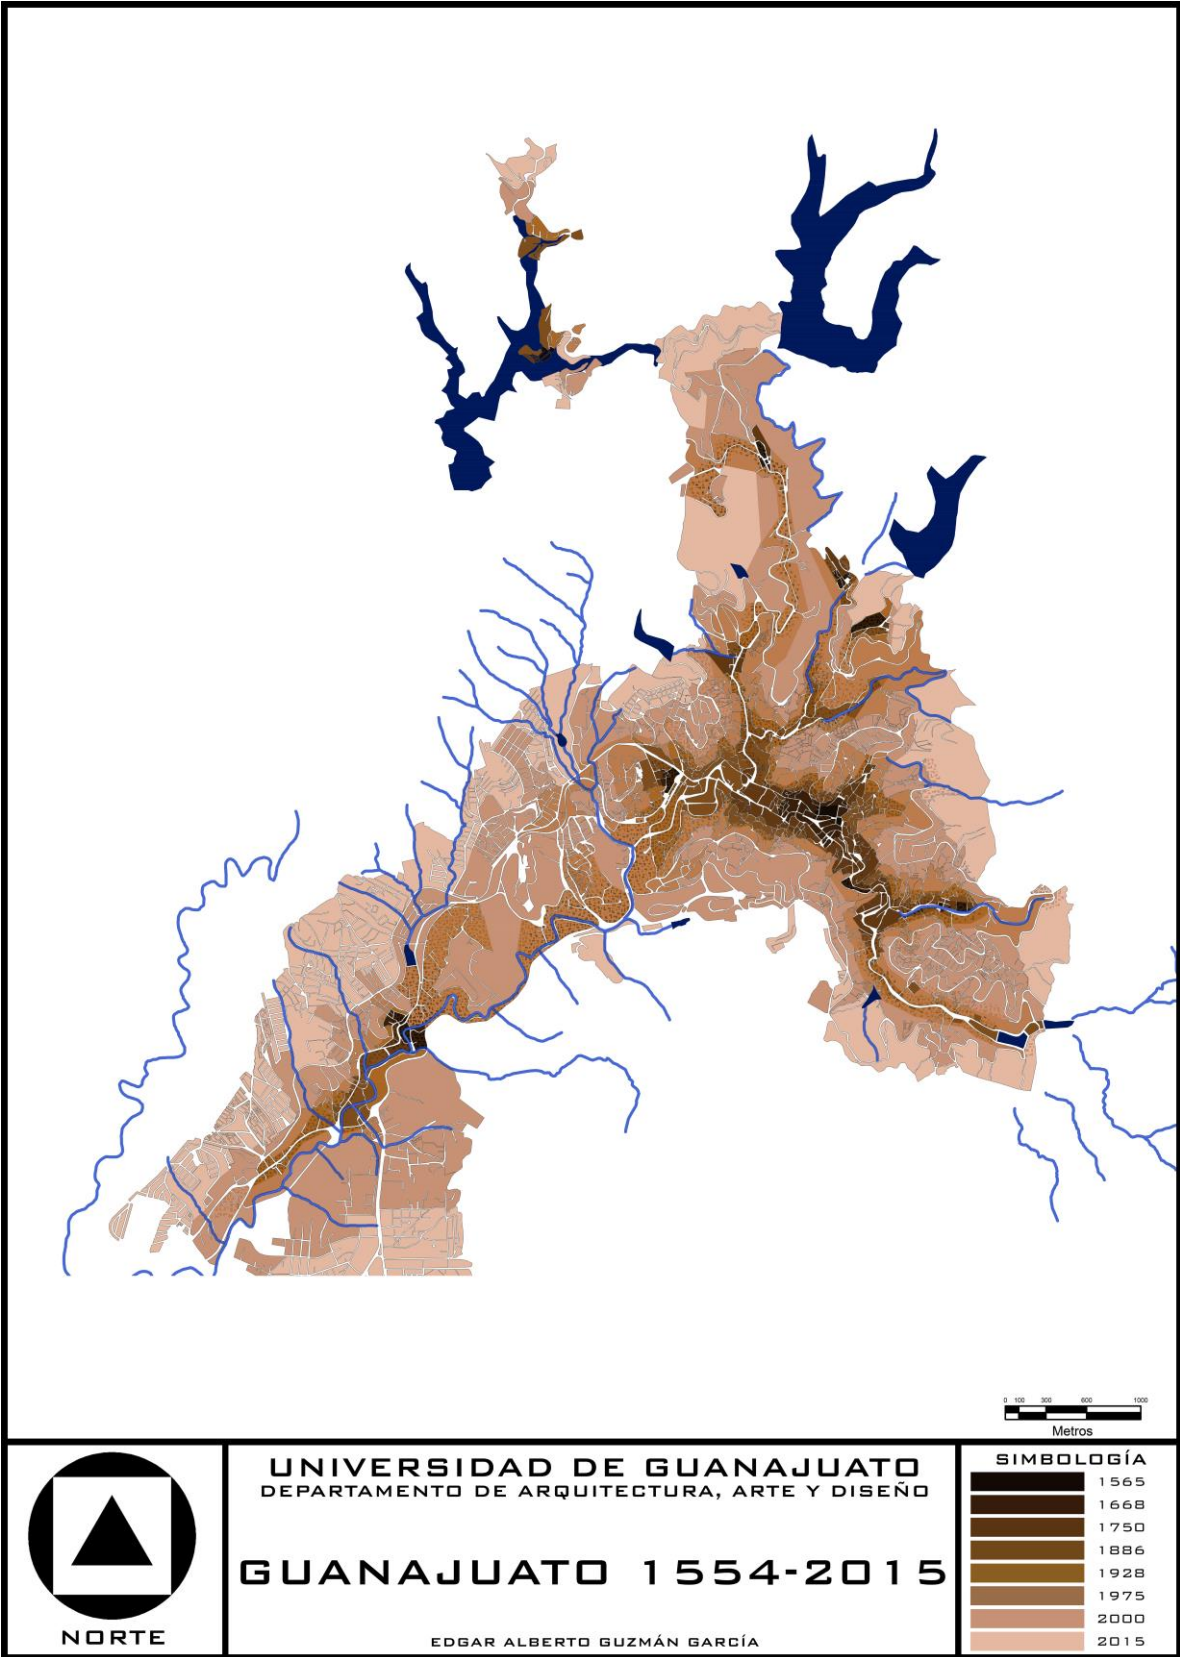 0 100 300 600 1000
Metros
NORTE
UNIVERSIDAD DE GUANAJUATO
DEPARTAMENTO DE ARQUITECTURA, ARTE Y DISEÑO
GUANAJUATO 1554-2015
EDGAR ALBERTO GUZMÁN GARCÍA
SIMBOLOGÍA
1565
1668
1750
1886
1928
1975
2000
2015